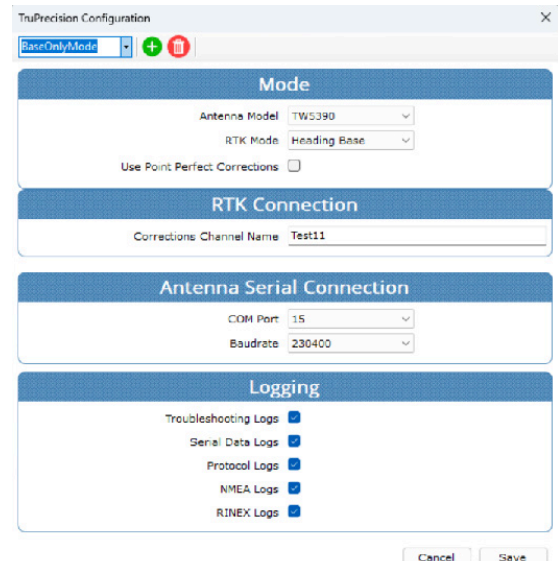 TruPrecision Configuration
BaseOnlyMode
Mode
Antenna Model TW5390
RTK Mode Heading Base
Use Point Perfect Corrections
RTK Connection
Corrections Channel Name Test11
Antenna Serial Connection
COM Port 15
Baudrate 230400
Logging
Troubleshooting Logs
Serial Data Logs
Protocol Logs
NMEA Logs
RINEX Logs
Cancel Save